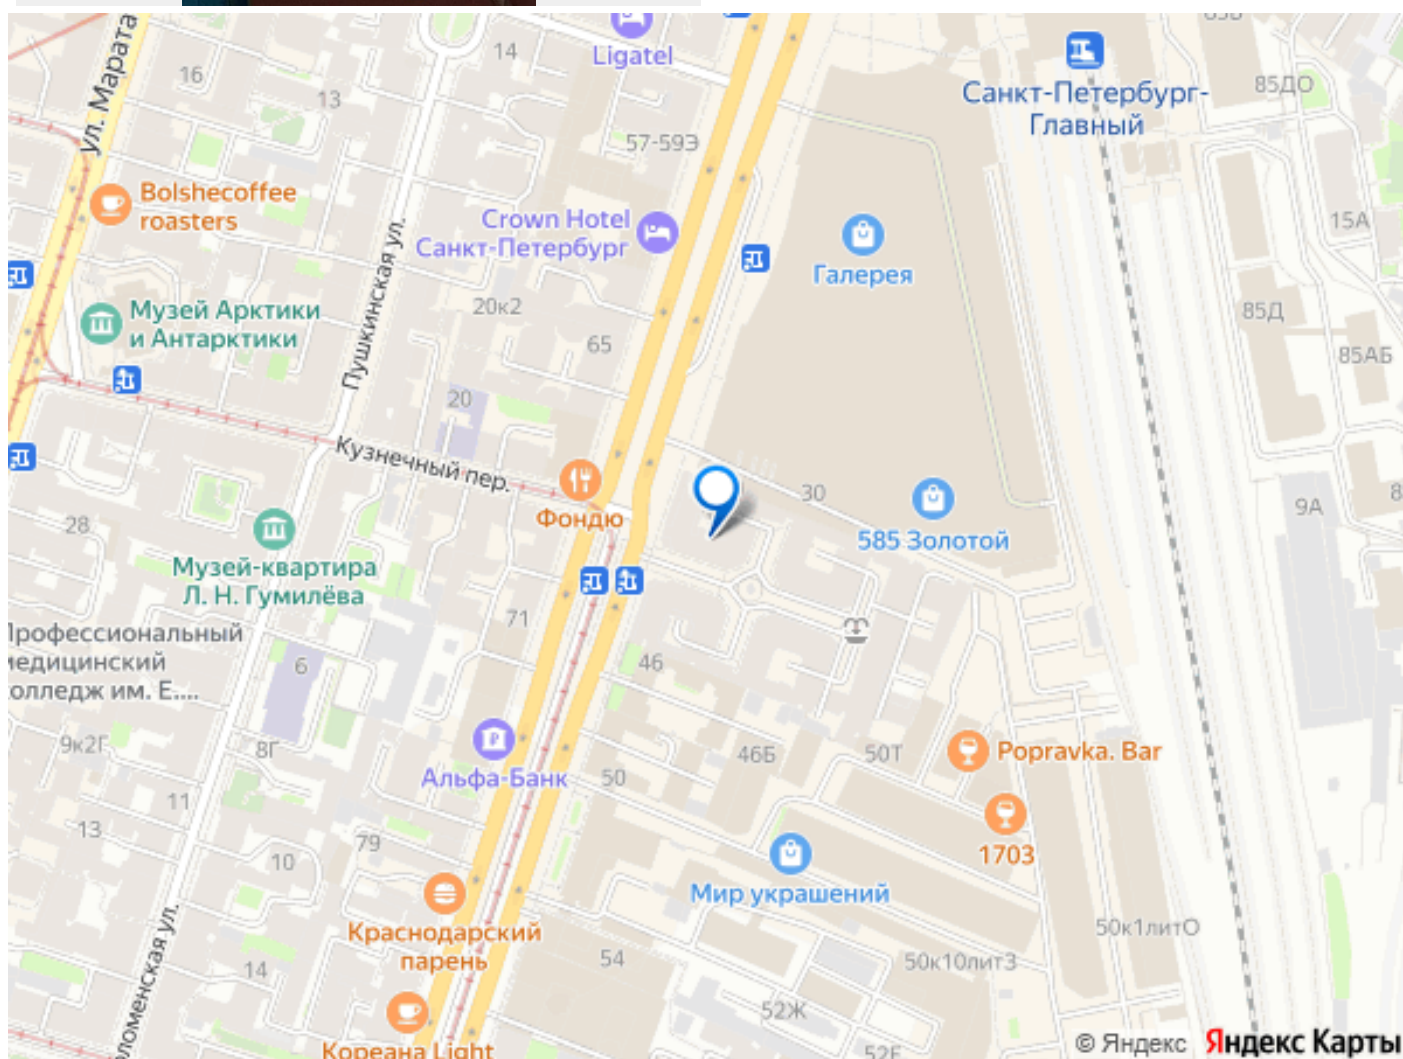 ул. Марата
14
Ligatel
Санкт-Петербург-
Главный
85ДО
16
13
57-59Э
Bolshecoffee
roasters
Crown Hotel
Санкт-Петербург
Пушкинская ул.
Галерея
15А
Музей Арктики
и Антарктики
20к2
65
85Д
85АБ
20
Кузнечный пер.
Фондю
30
585 Золотой
9А
28
Музей-квартира
Л. Н. Гумилёва
71
46
6
9к2Г
8Г
Альфа-Банк
50
46Б
50Т
Popravka. Bar
11
13
79
10
1703
Мир украшений
Краснодарский
парень
50к1литО
14
54
50к10литЗ
52Ж
Кореана Light
52Е
© Яндекс
Яндекс Карты